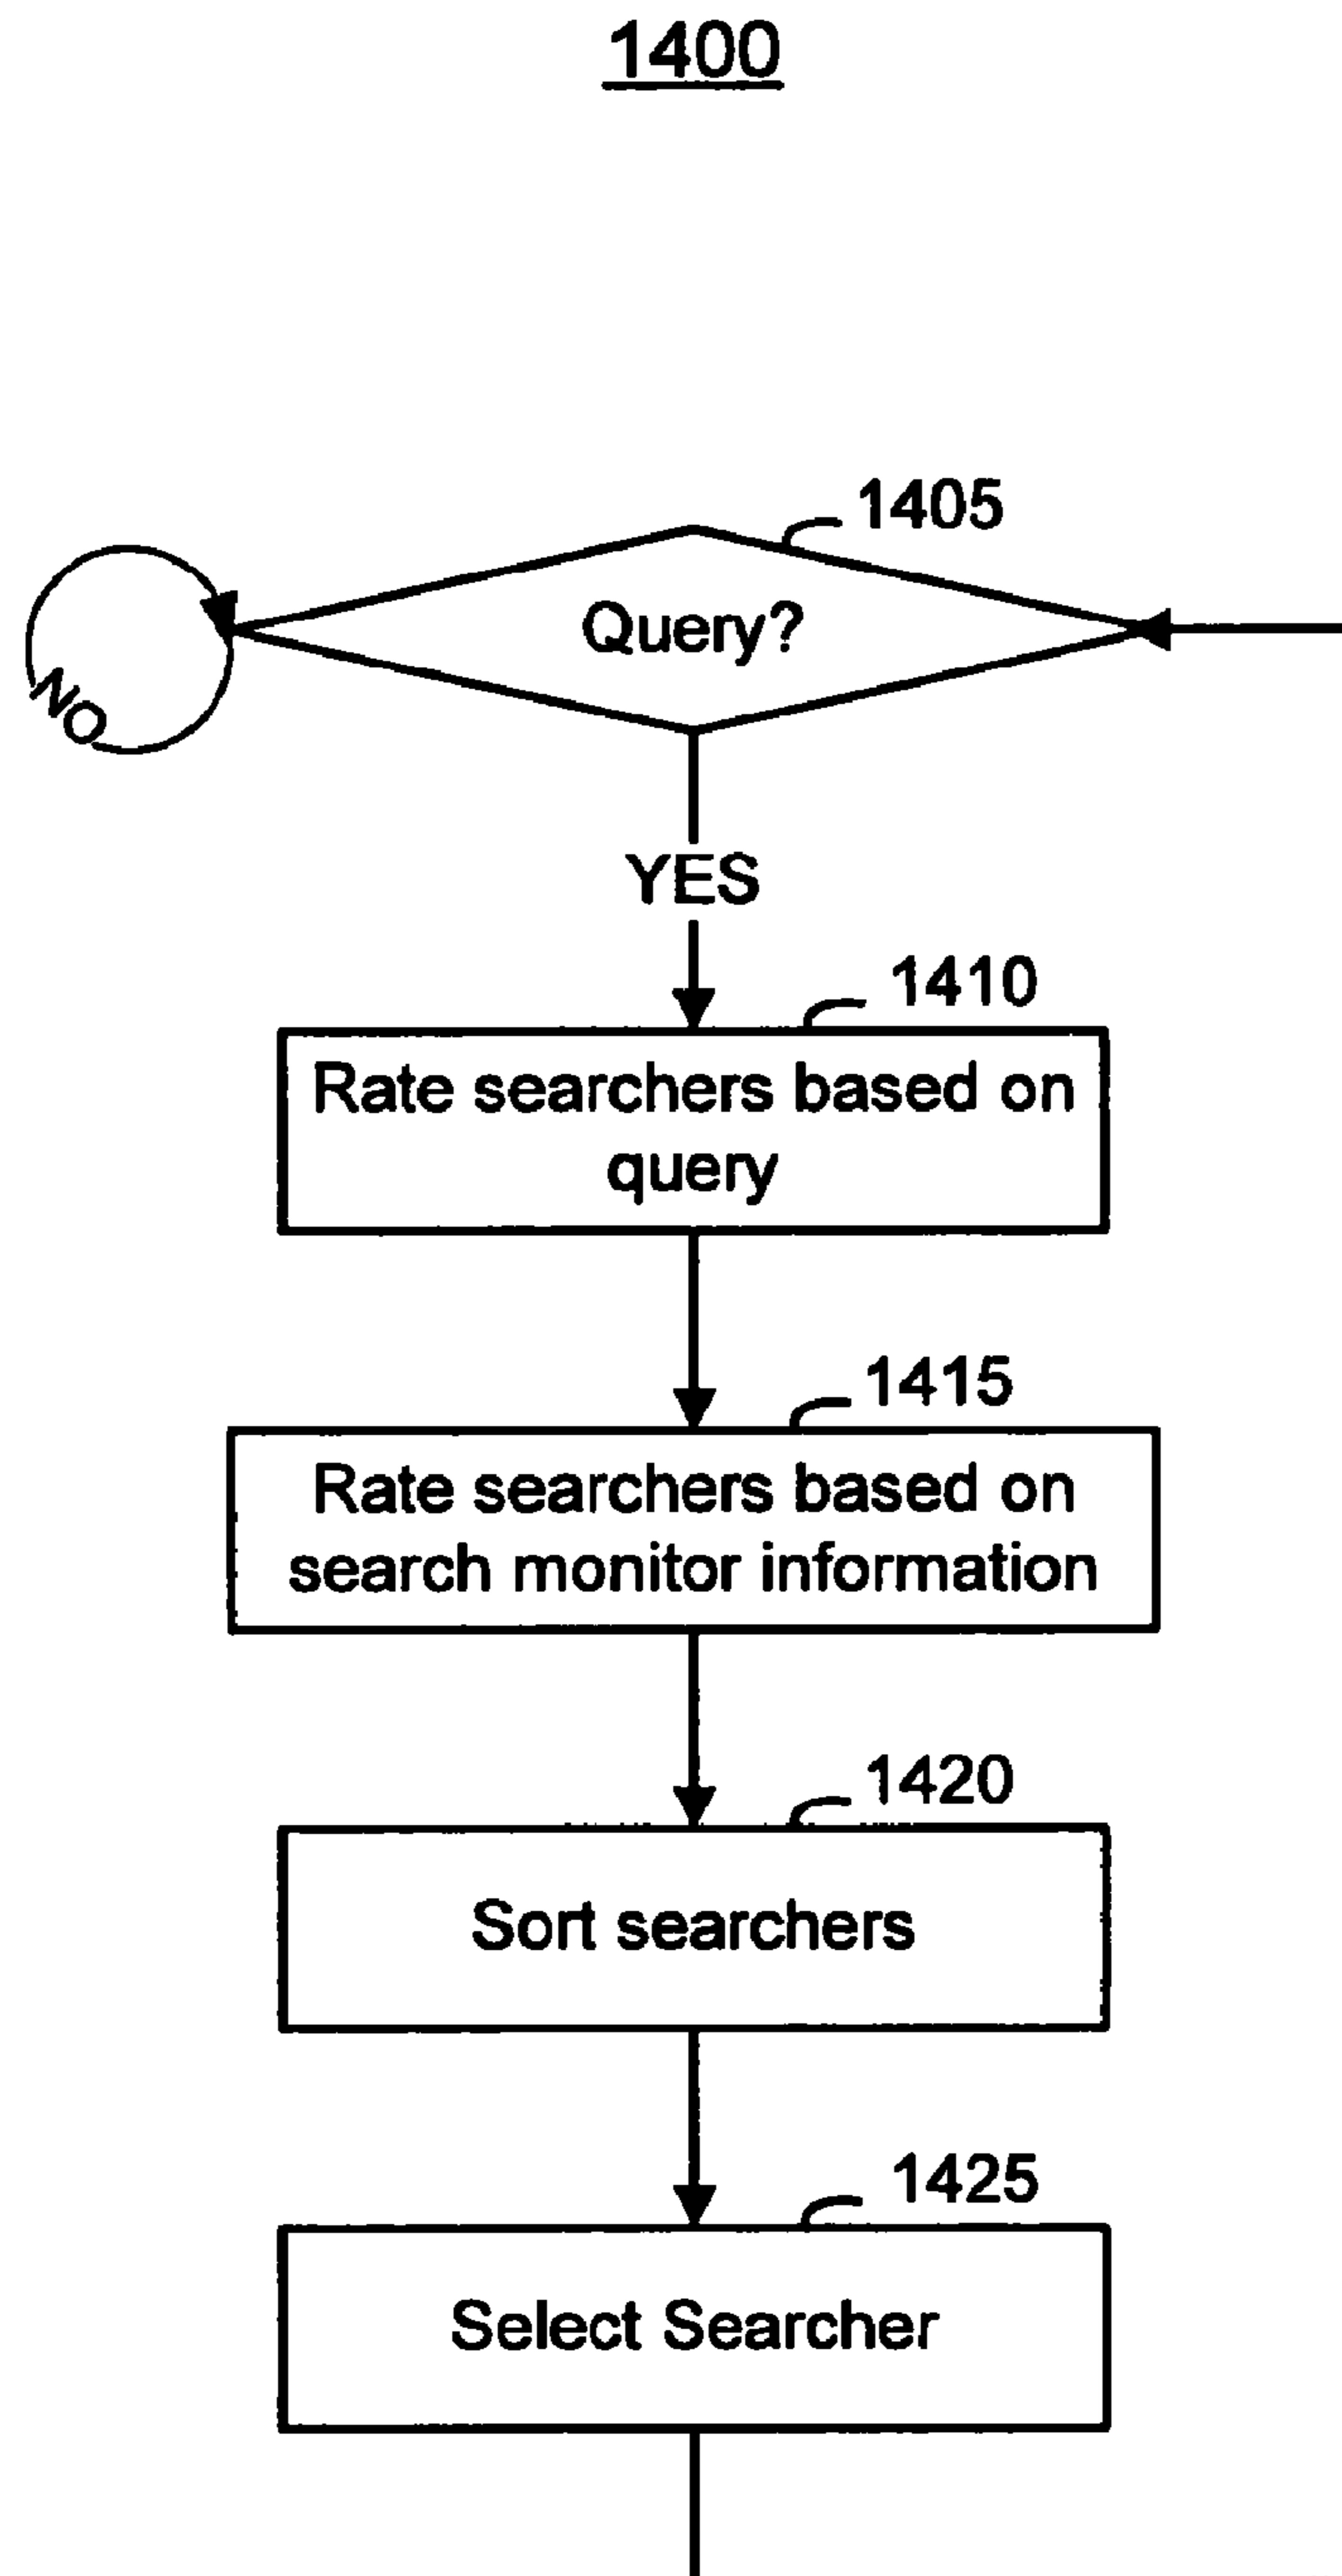 1400
1405
Query?
NO
YES
1410
Rate searchers based on
query
1415
Rate searchers based on
search monitor information
1420
Sort searchers
1425
Select Searcher